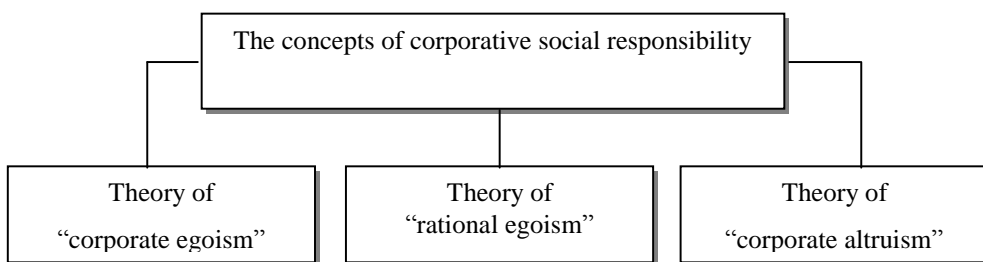 The concepts of corporative social responsibility
Theory of
“corporate egoism”
Theory of
“rational egoism”
Theory of
“corporate altruism”